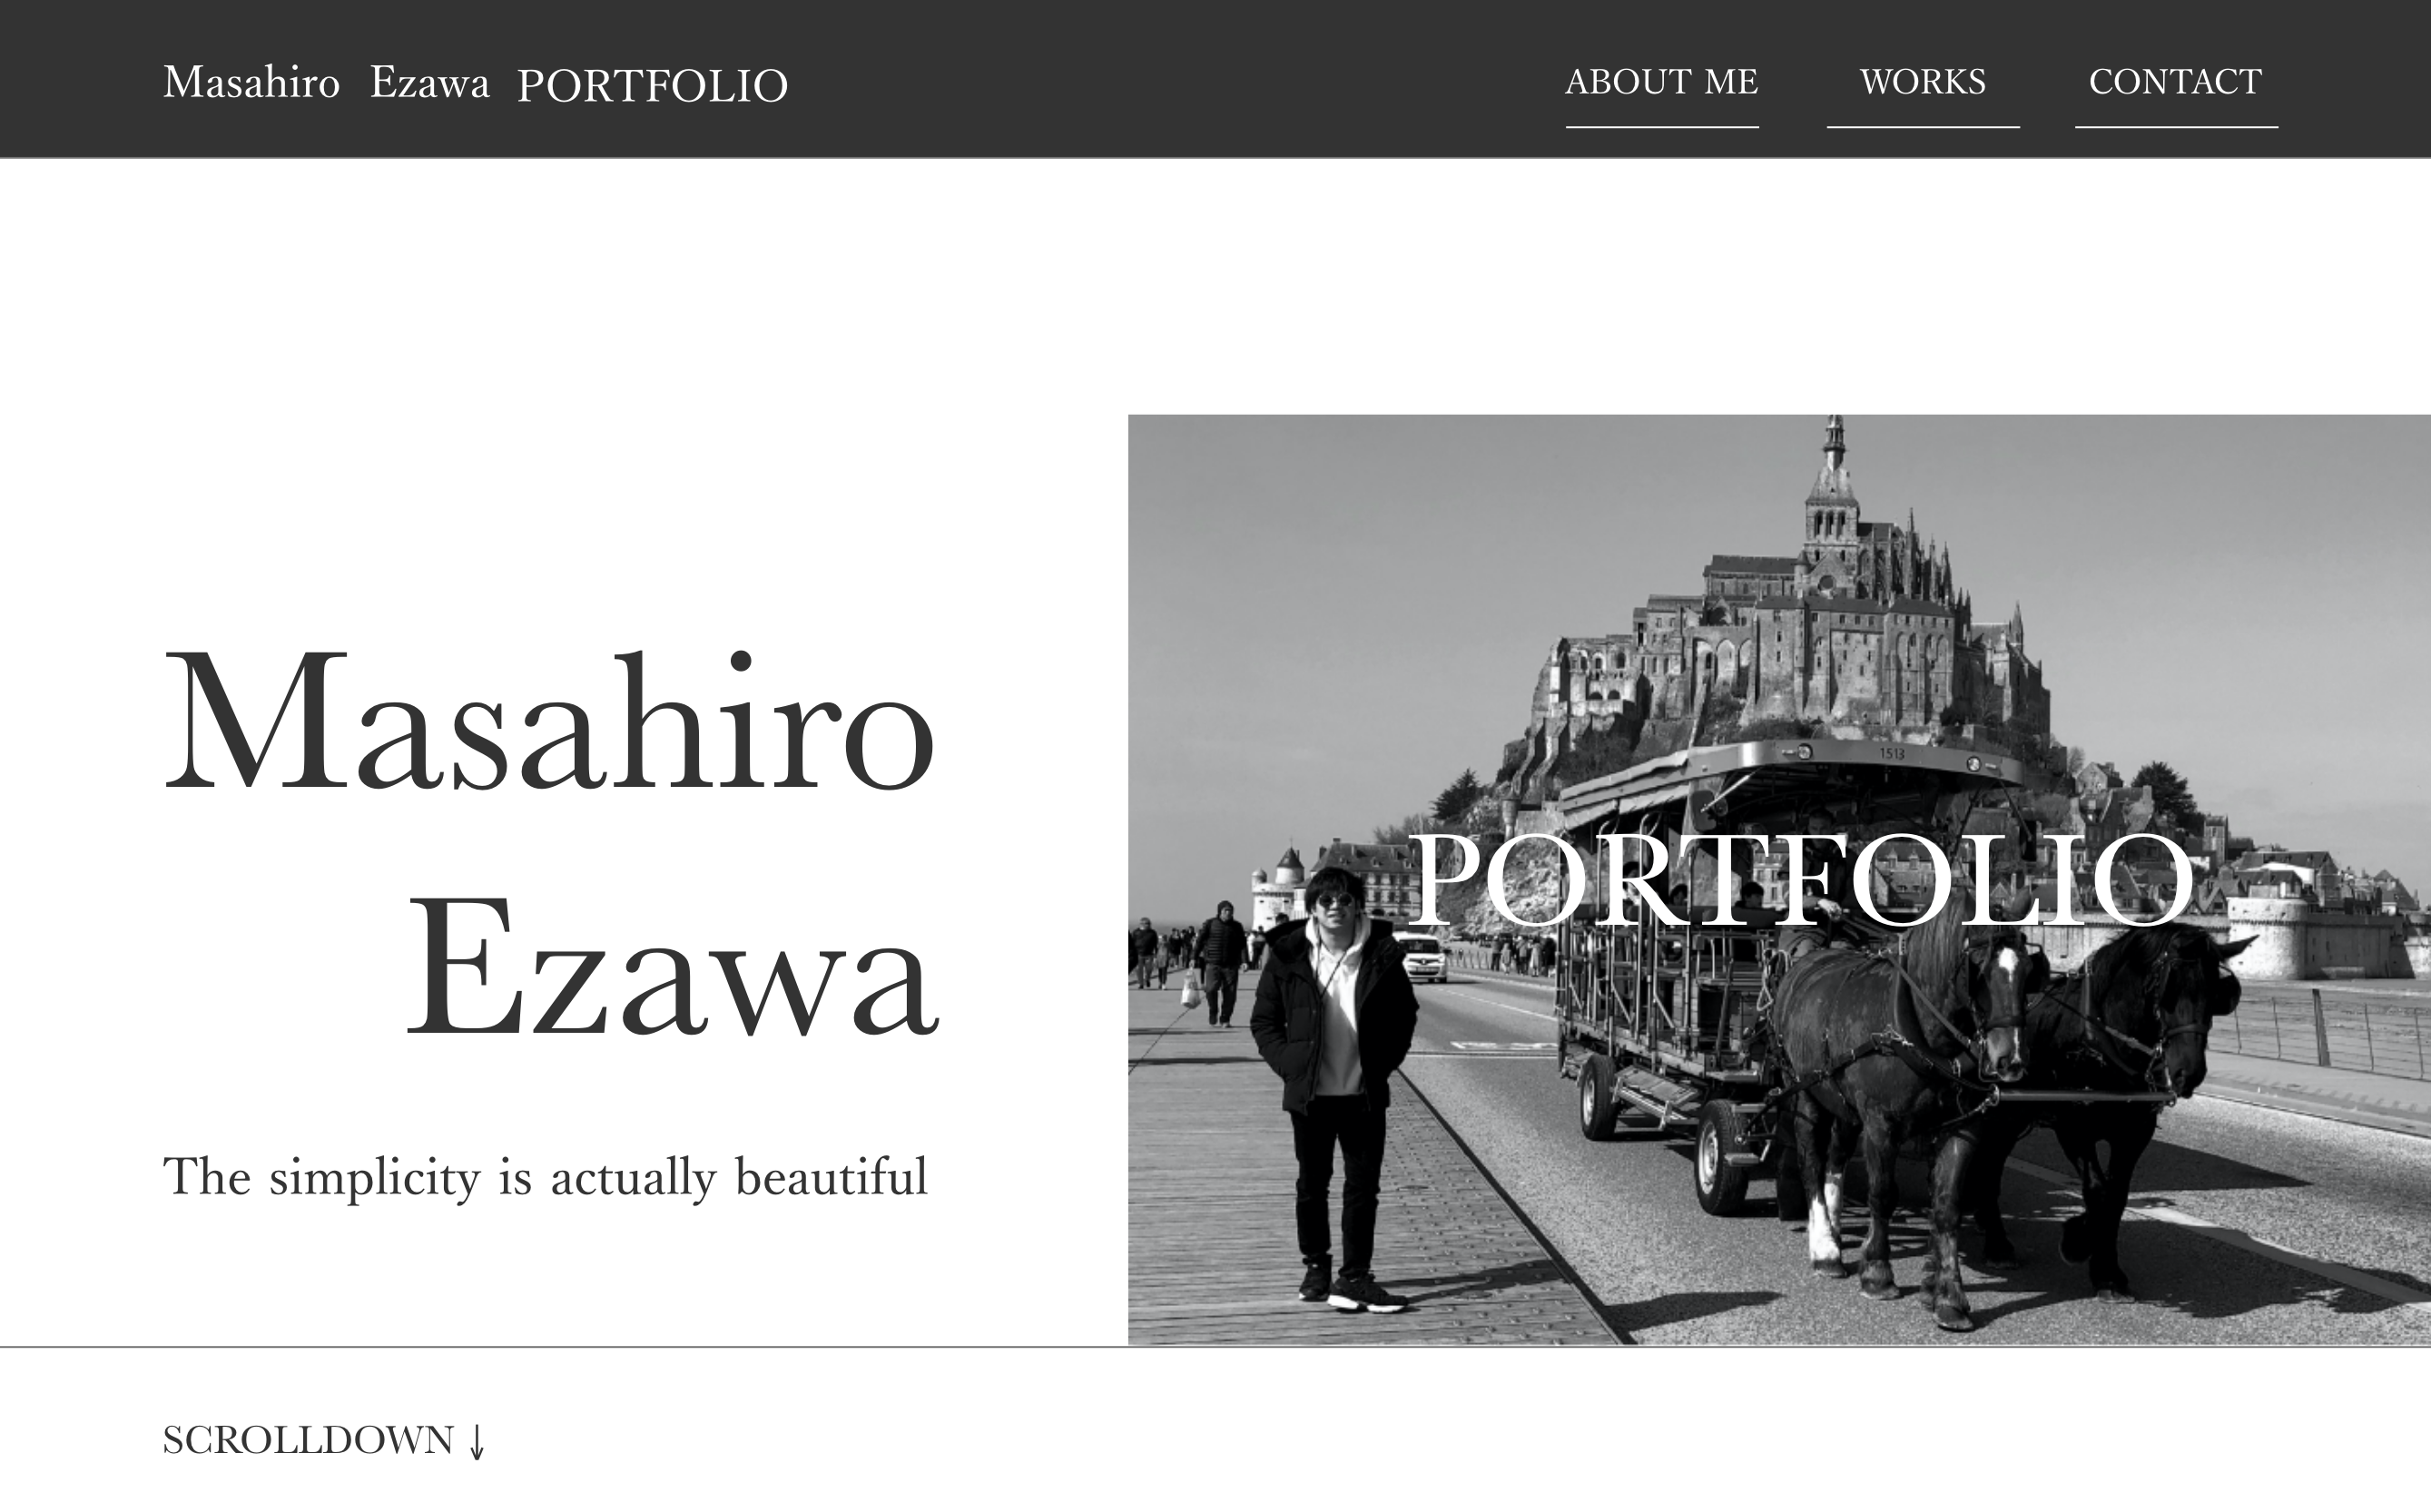 Masahiro Ezawa PORTFOLIO
ABOUT ME WORKS CONTACT
Masahiro
Ezawa
The simplicity is actually beautiful
1513
PORTFOLIO
SCROLLDOWN ↓